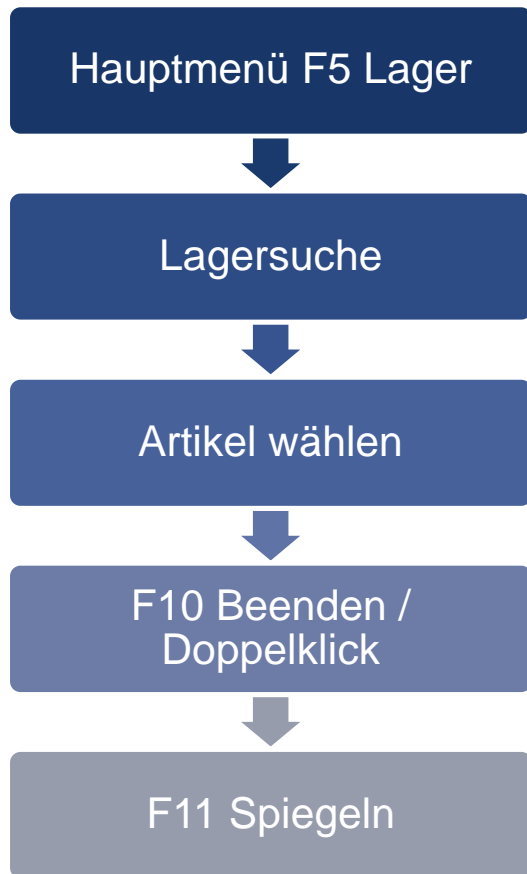 Hauptmenü F5 Lager
Lagersuche
Artikel wählen
F10 Beenden /
Doppelklick
F11 Spiegeln